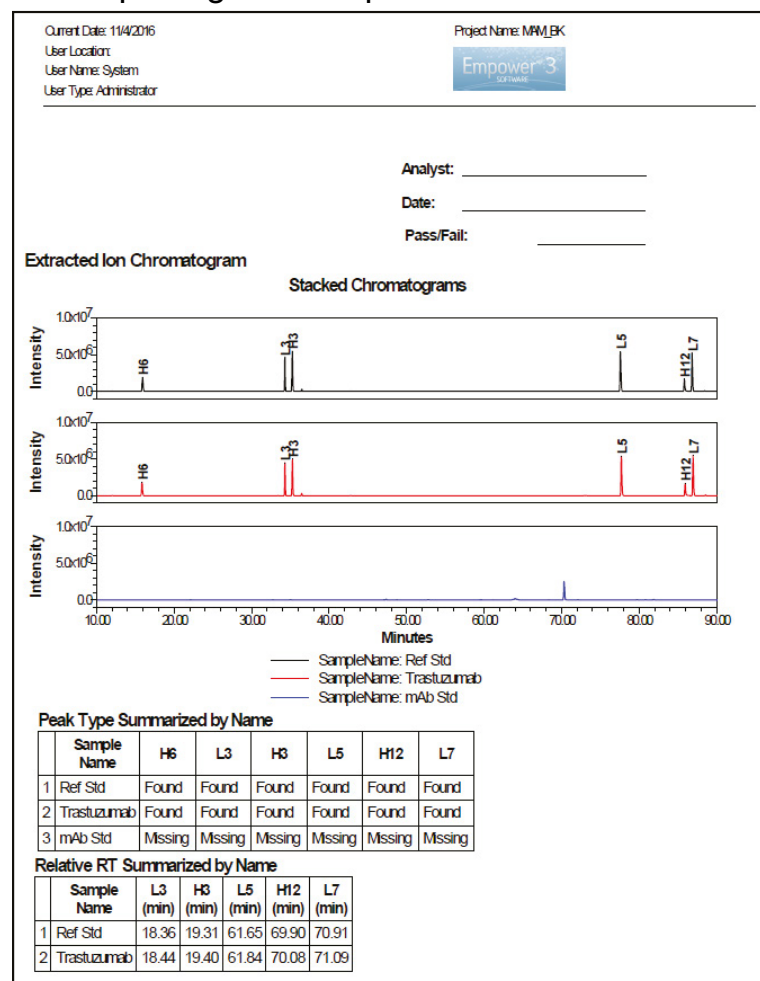 Current Date: 11/4/2016
Project Name: MAM_BK
User Location:
User Name: System
User Type: Administrator
Empower™ 3
SOFTWARE
Analyst:
Date:
Pass/Fail:
Extracted Ion Chromatogram
Stacked Chromatograms
Intensity
1.0x10^7
5.0x10^6
0.0
H6 L3 H3 L5 H12 L7
Intensity
1.0x10^7
5.0x10^6
0.0
H6 L3 H3 L5 H12 L7
Intensity
1.0x10^7
5.0x10^6
0.0
10.00 20.00 30.00 40.00 50.00 60.00 70.00 80.00 90.00
Minutes
SampleName: Ref Std
SampleName: Trastuzumab
SampleName: mAb Std
Peak Type Summarized by Name
Sample Name H6 L3 H3 L5 H12 L7
1 Ref Std Found Found Found Found Found Found
2 Trastuzumab Found Found Found Found Found Found
3 mAb Std Missing Missing Missing Missing Missing Missing
Relative RT Summarized by Name
Sample Name L3 (min) H3 (min) L5 (min) H12 (min) L7 (min)
1 Ref Std 18.36 19.31 61.65 69.90 70.91
2 Trastuzumab 18.44 19.40 61.84 70.08 71.09